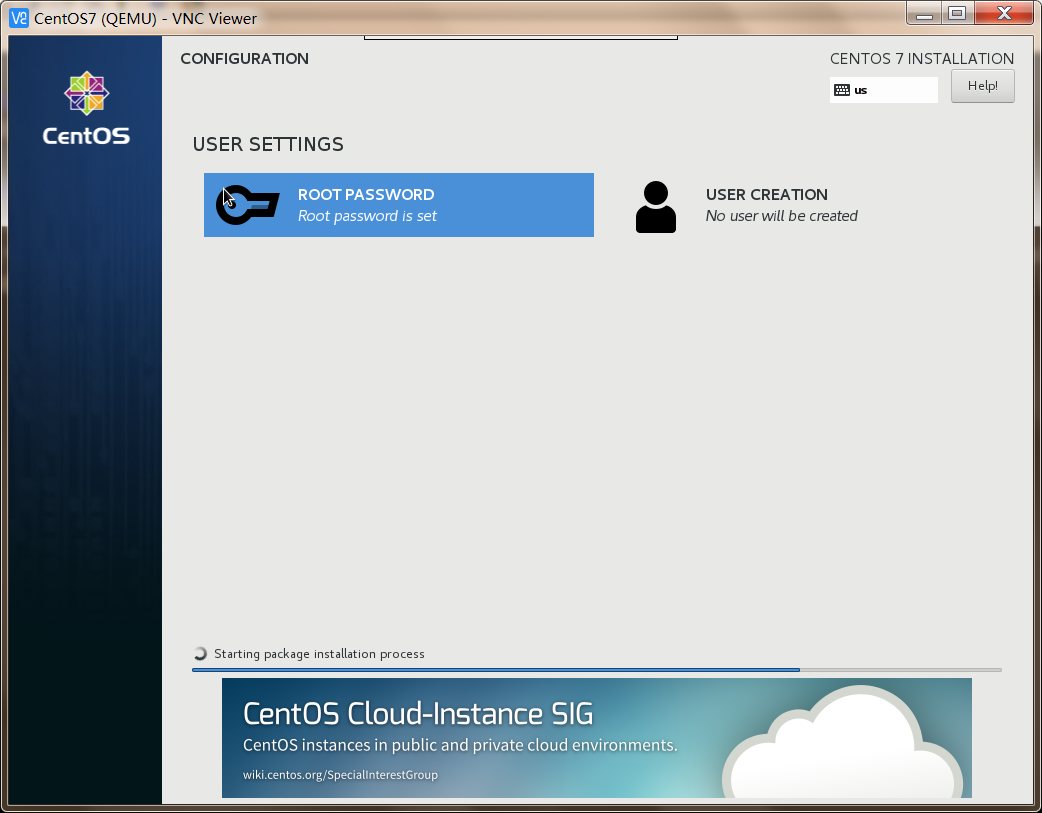 CentOS7 (QEMU) - VNC Viewer
CentOS
CONFIGURATION
CENTOS 7 INSTALLATION
us
Help!
USER SETTINGS
ROOT PASSWORD
Root password is set
USER CREATION
No user will be created
Starting package installation process
CentOS Cloud-Instance SIG
CentOS instances in public and private cloud environments.
wiki.centos.org/SpecialInterestGroup